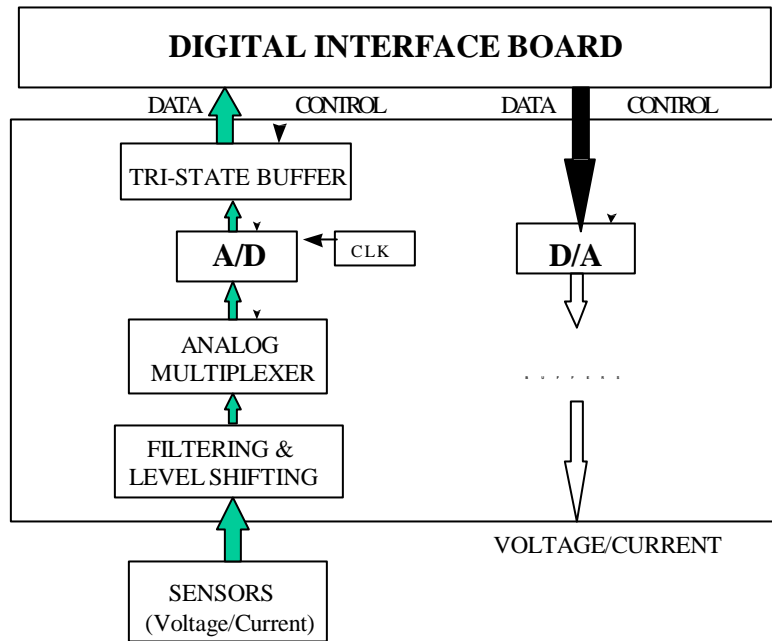 DIGITAL INTERFACE BOARD
DATA CONTROL DATA CONTROL
TRI-STATE BUFFER
A/D
CLK
D/A
ANALOG
MULTIPLEXER
FILTERING &
LEVEL SHIFTING
VOLTAGE/CURRENT
SENSORS
(Voltage/Current)